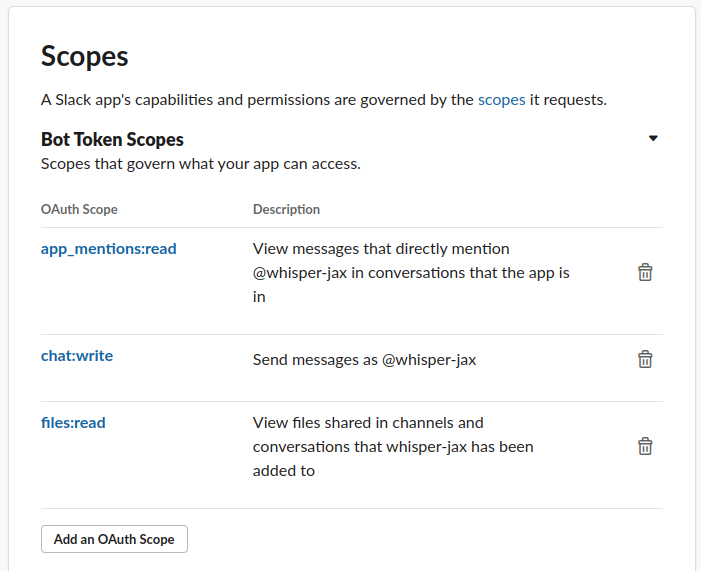 Scopes
A Slack app's capabilities and permissions are governed by the scopes it requests.
Bot Token Scopes
Scopes that govern what your app can access.
OAuth Scope
Description
app_mentions:read
View messages that directly mention
@whisper-jax in conversations that the app is
in
chat:write
Send messages as @whisper-jax
files:read
View files shared in channels and
conversations that whisper-jax has been
added to
Add an OAuth Scope